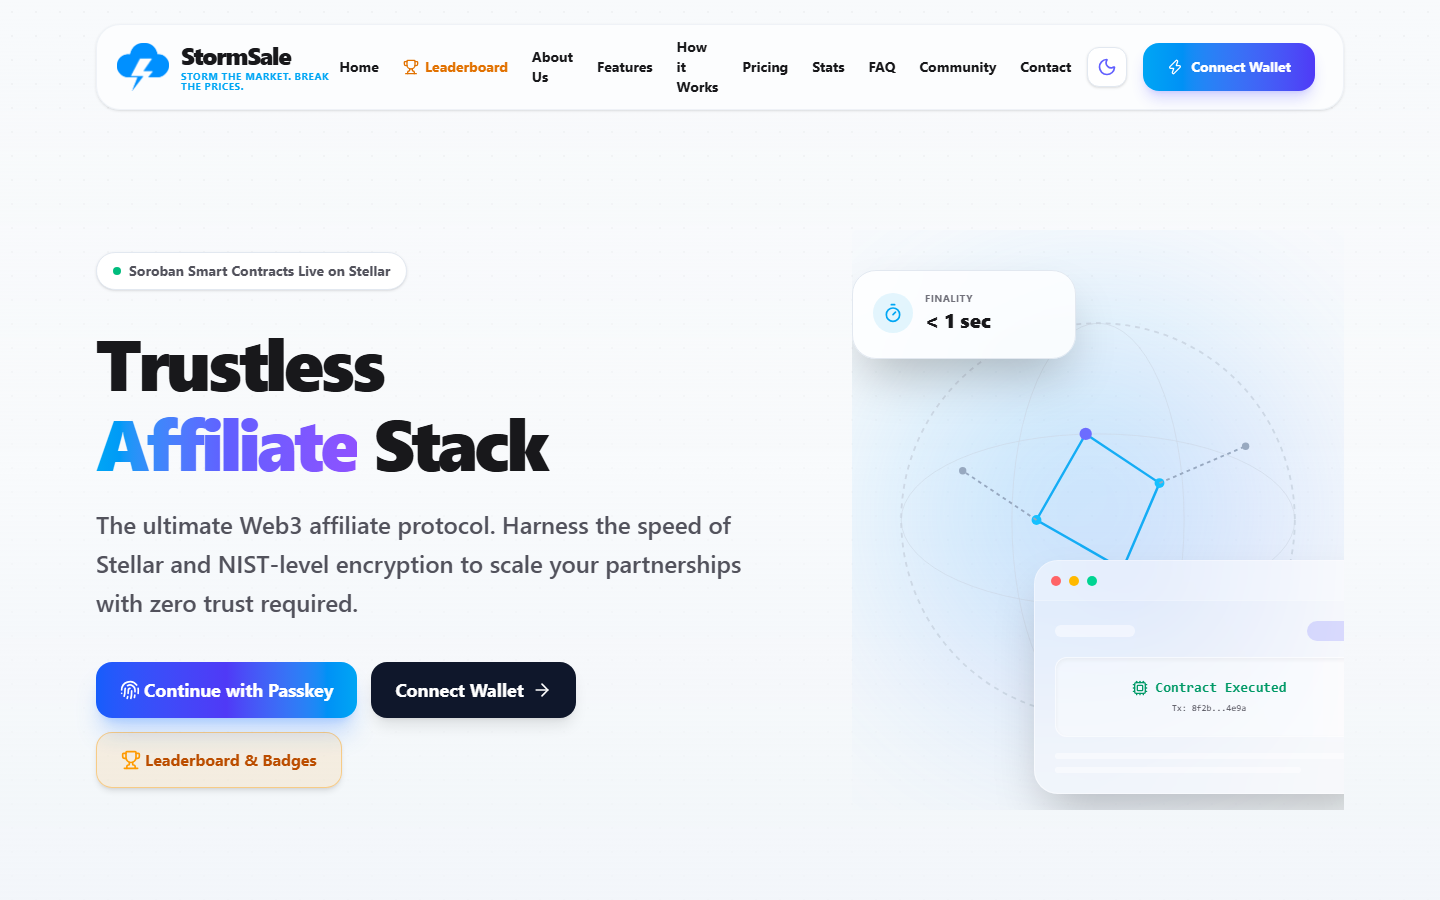 StormSale
STORM THE MARKET. BREAK
THE PRICES.
Home
Leaderboard
About
Us
Features
How
it
Works
Pricing
Stats
FAQ
Community
Contact
Connect Wallet
Soroban Smart Contracts Live on Stellar
Trustless
Affiliate Stack
The ultimate Web3 affiliate protocol. Harness the speed of
Stellar and NIST-level encryption to scale your partnerships
with zero trust required.
Continue with Passkey
Connect Wallet
Leaderboard & Badges
FINALITY
< 1 sec
Contract Executed
Tx: 8f2b...4e9a